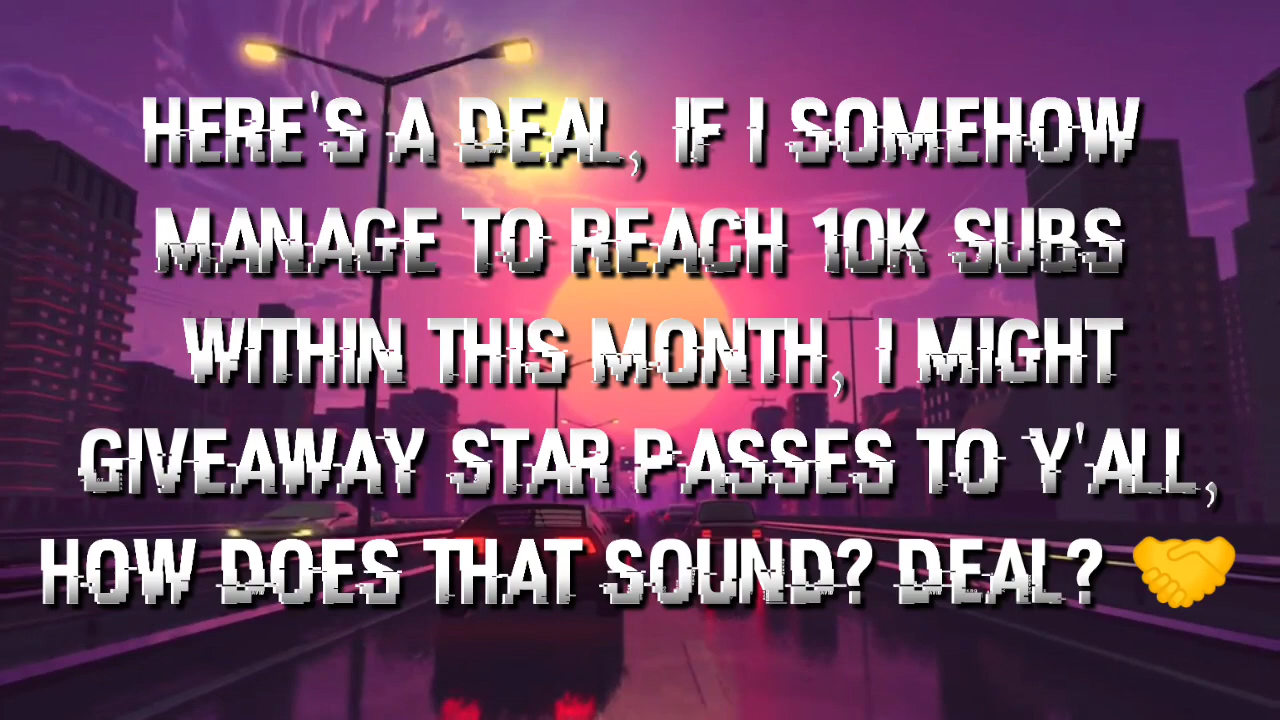 HERE'S A DEAL, IF I SOMEHOW
MANAGE TO REACH 10K SUBS
WITHIN THIS MONTH, I MIGHT
GIVEAWAY STAR PASSES TO Y'ALL,
HOW DOES THAT SOUND? DEAL? 🤝